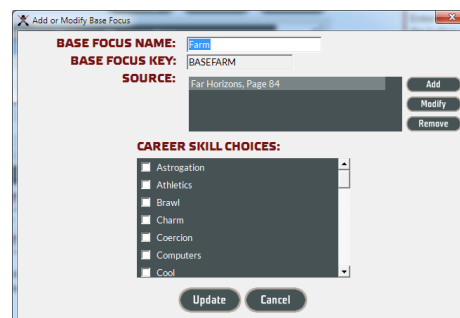 Add or Modify Base Focus
BASE FOCUS NAME: Farm
BASE FOCUS KEY: BASEFARM
SOURCE: Far Horizons, Page 84
Add
Modify
Remove
CAREER SKILL CHOICES:
Astrogation
Athletics
Brawl
Charm
Coercion
Computers
Cool
Update Cancel